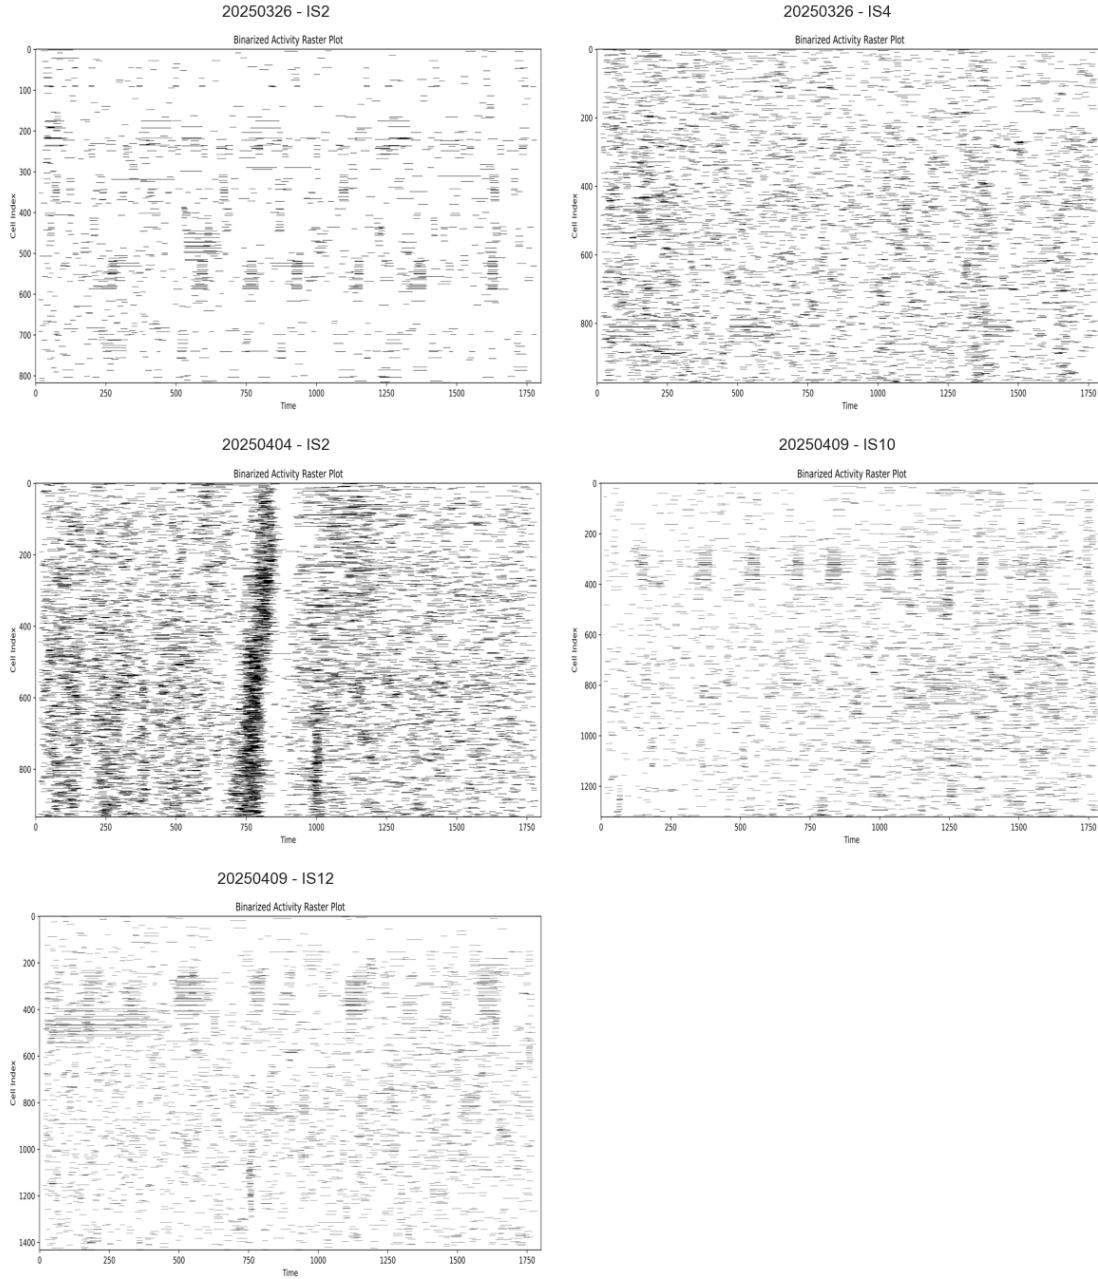 20250326 - IS2
Binarized Activity Raster Plot
0
100
200
300
400
500
600
700
800
Cell Index
0 250 500 750 1000 1250 1500 1750
Time
20250326 - IS4
Binarized Activity Raster Plot
0
200
400
600
800
Cell Index
0 250 500 750 1000 1250 1500 1750
Time
20250404 - IS2
Binarized Activity Raster Plot
0
200
400
600
800
Cell Index
0 250 500 750 1000 1250 1500 1750
Time
20250409 - IS10
Binarized Activity Raster Plot
0
200
400
600
800
1000
1200
Cell Index
0 250 500 750 1000 1250 1500 1750
Time
20250409 - IS12
Binarized Activity Raster Plot
0
200
400
600
800
1000
1200
1400
Cell Index
0 250 500 750 1000 1250 1500 1750
Time